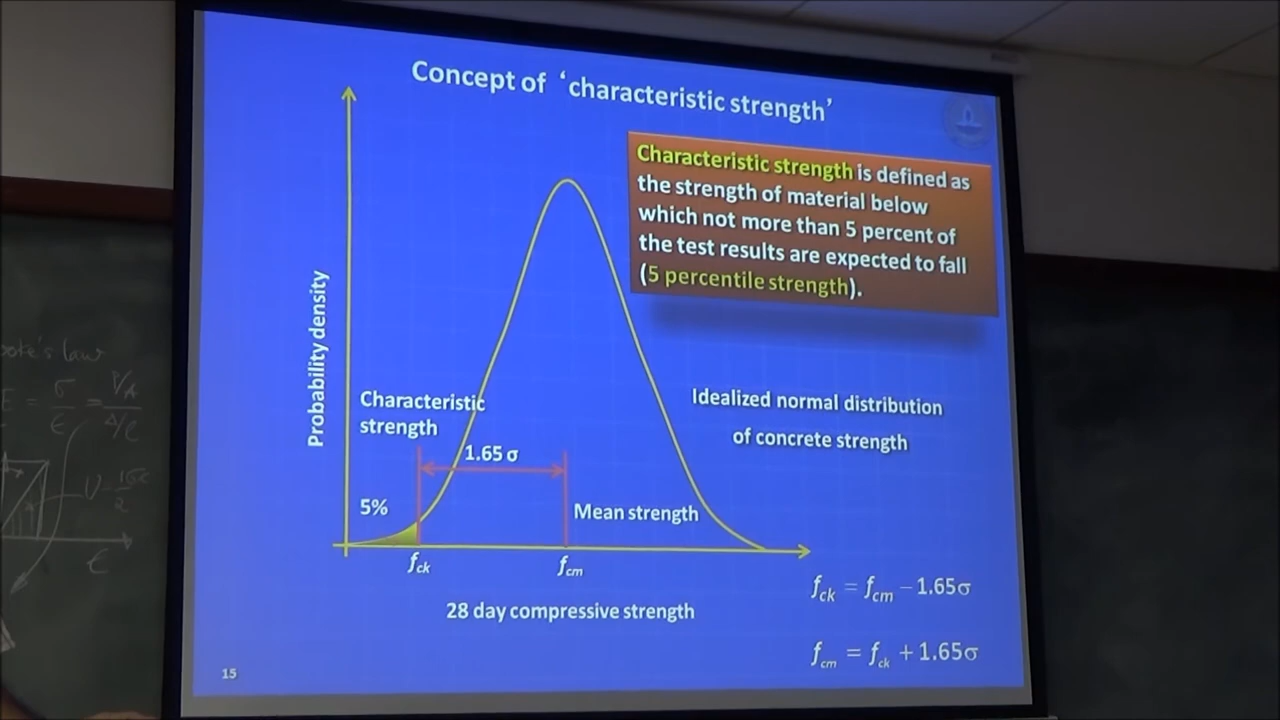 Concept of ‘characteristic strength’
Characteristic strength is defined as
the strength of material below
which not more than 5 percent of
the test results are expected to fall
(5 percentile strength).
Probability density
Characteristic
strength
1.65 σ
5%
Mean strength
Idealized normal distribution
of concrete strength
fck
fcm
28 day compressive strength
fck = fcm − 1.65σ
fcm = fck + 1.65σ
15
law